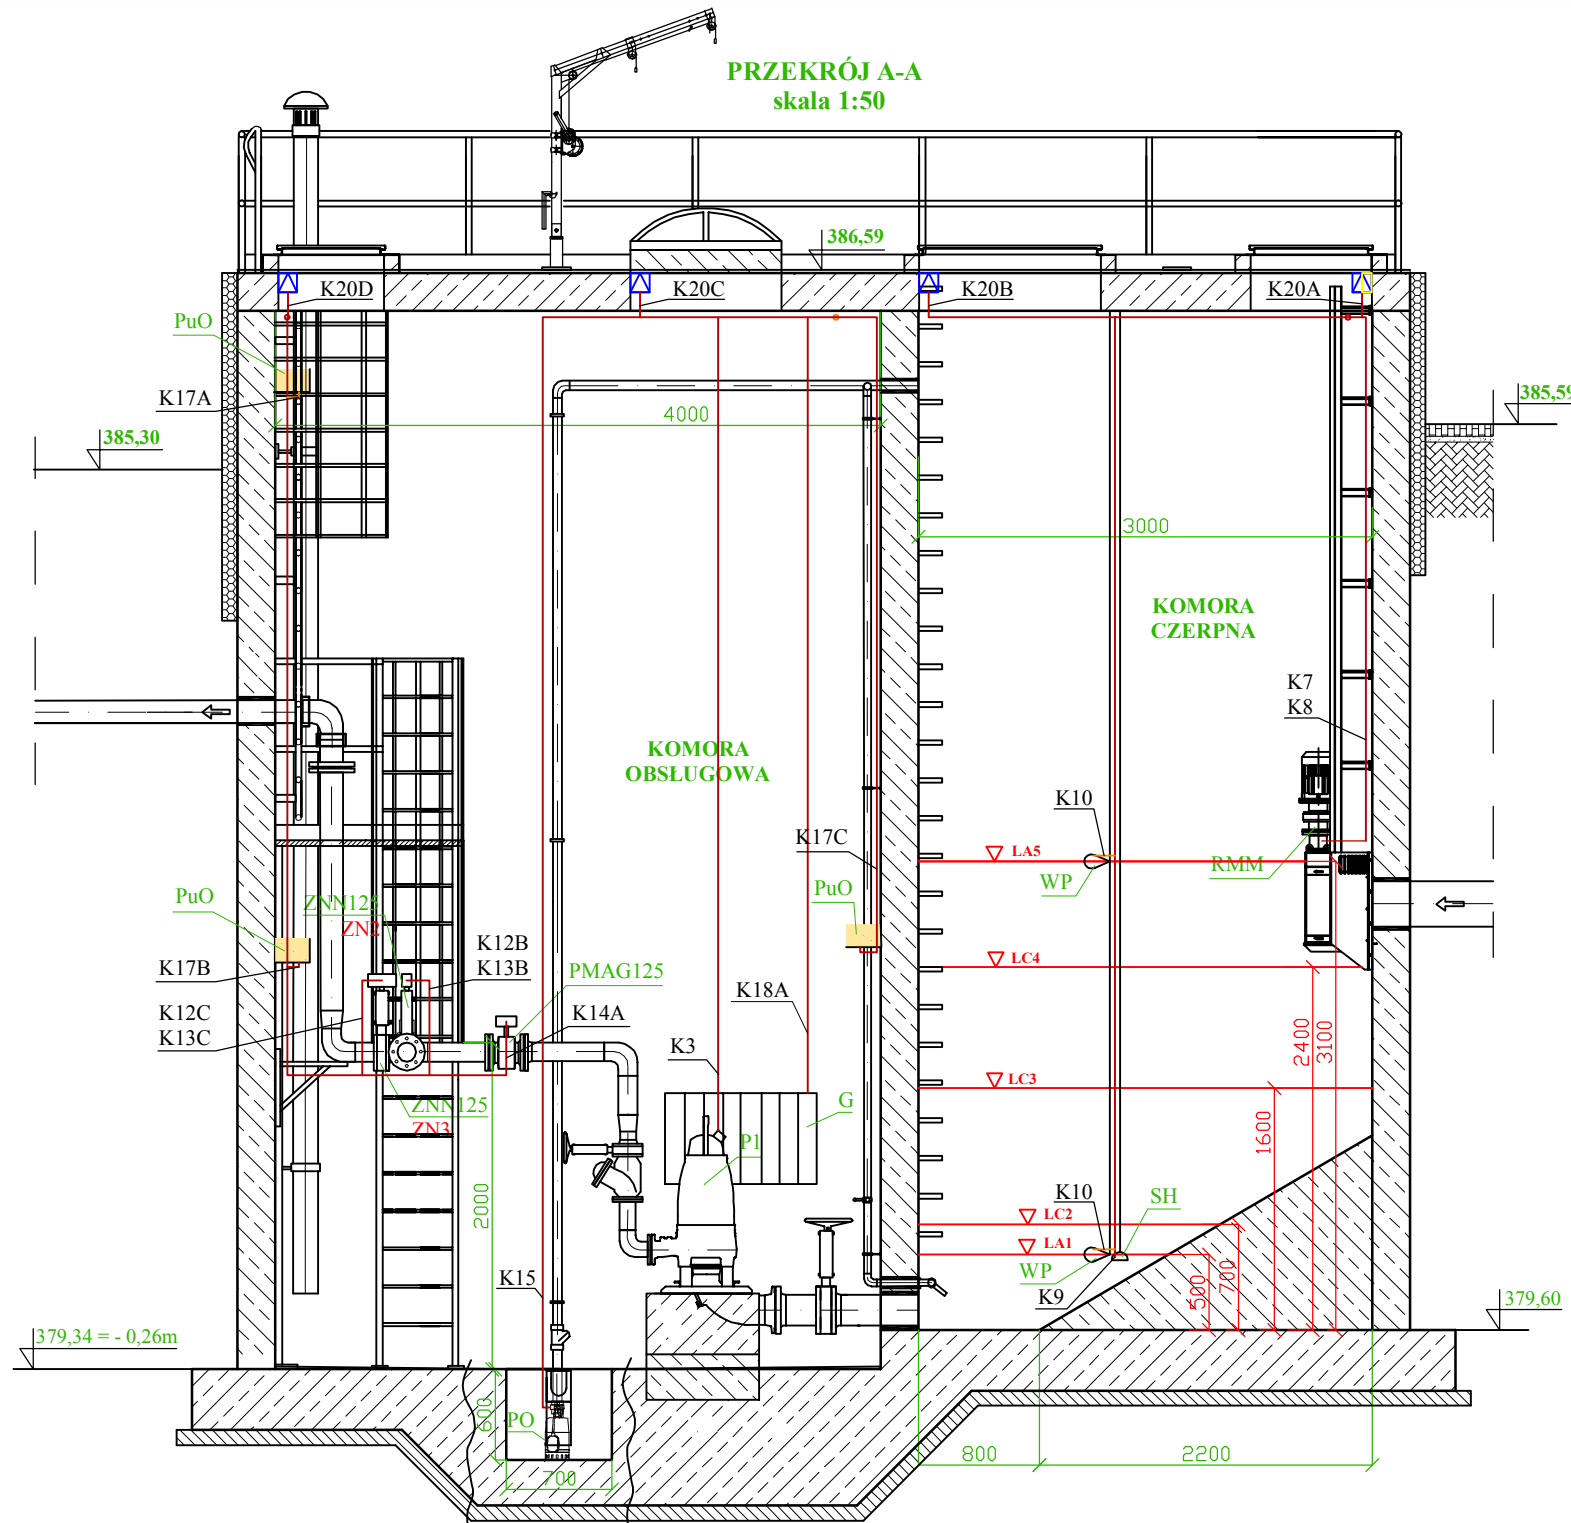 PRZEKRÓJ A-A
skala 1:50
386,59
K20D
K20C
K20B
K20A
PuO
K17A
4000
385,30
385,59
3000
KOMORA
CZERPNA
K7
K8
KOMORA
OBSŁUGOWA
K10
K17C
LA5
WP
RMM
PuO
PuO
ZNN125
ZN2
K12B
K13B
K17B
PMAG125
LC4
K12C
K13C
K14A
K18A
K3
2400
3100
LC3
G
ZNN125
ZN3
P1
1600
K10
SH
2000
LC2
LA1
WP
K15
K9
500
700
379,60
379,34 = - 0,26m
600
PO
700
800
2200